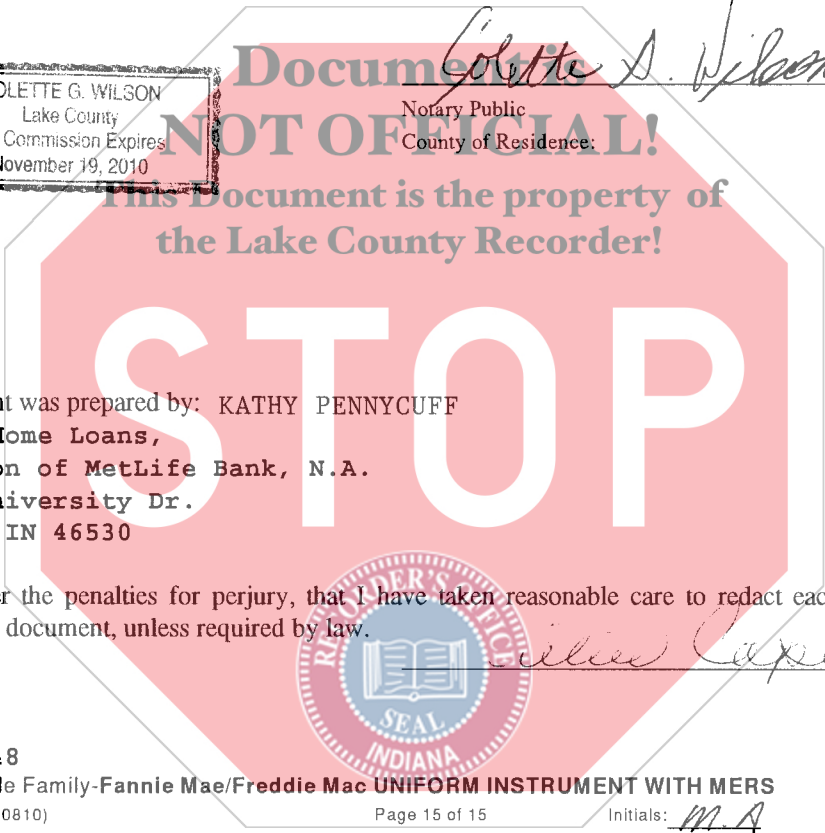 Colette G. Wilson
OLETTE G. WILSON
Lake County
Commission Expires
November 19, 2010
Notary Public
County of Residence:
Document is
NOT OFFICIAL!
This Document is the property of
the Lake County Recorder!
STOP
t was prepared by: KATHY PENNYCUFF
Home Loans,
on of MetLife Bank, N.A.
niversity Dr.
IN 46530
r the penalties for perjury, that I have taken reasonable care to redact eac
document, unless required by law.
RECORDER'S OFFICE
SEAL
INDIANA
8
le Family-Fannie Mae/Freddie Mac UNIFORM INSTRUMENT WITH MERS
0810)
Page 15 of 15
Initials: M.A